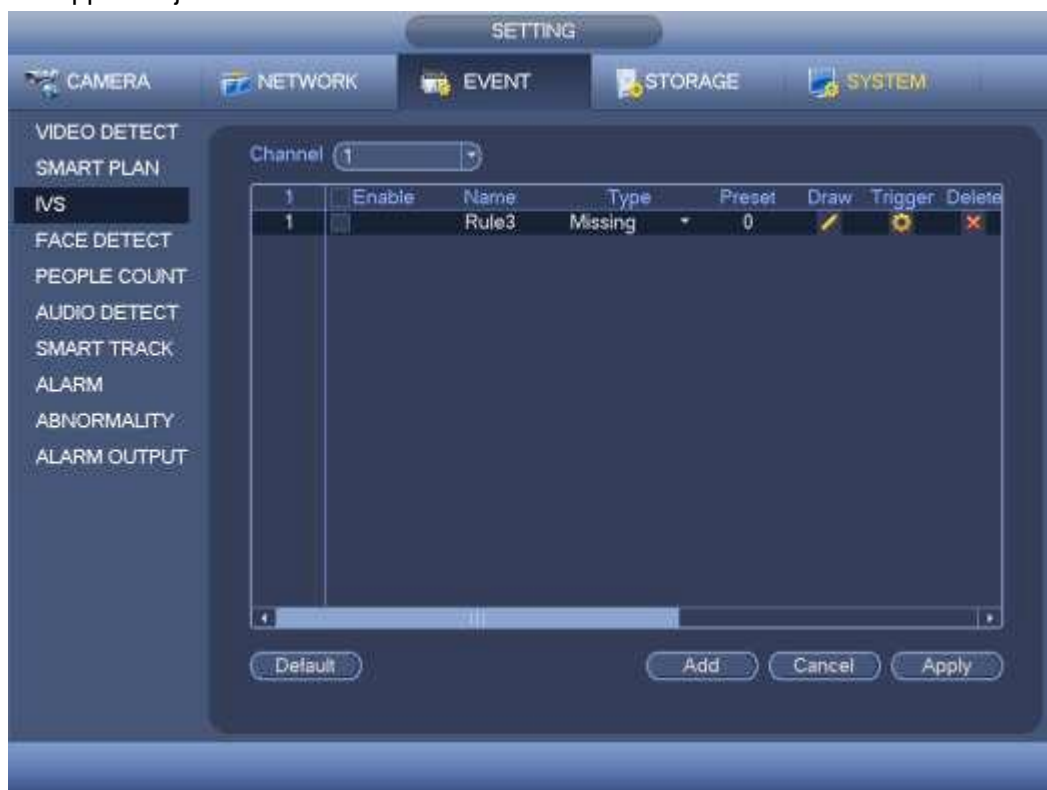 SETTING
CAMERA NETWORK EVENT STORAGE SYSTEM
VIDEO DETECT
SMART PLAN
IVS
FACE DETECT
PEOPLE COUNT
AUDIO DETECT
SMART TRACK
ALARM
ABNORMALITY
ALARM OUTPUT
Channel 1
1 Enable Name Type Preset Draw Trigger Delete
1 Rule3 Missing 0
Default Add Cancel Apply